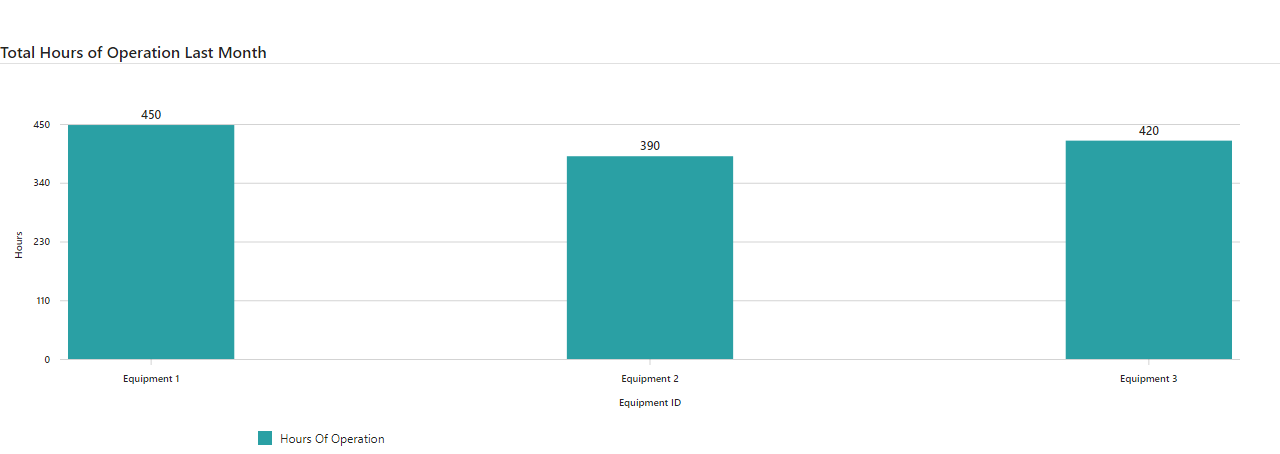 Total Hours of Operation Last Month
450
390
420
450
340
230
110
0
Hours
Equipment 1
Equipment 2
Equipment 3
Equipment ID
Hours Of Operation